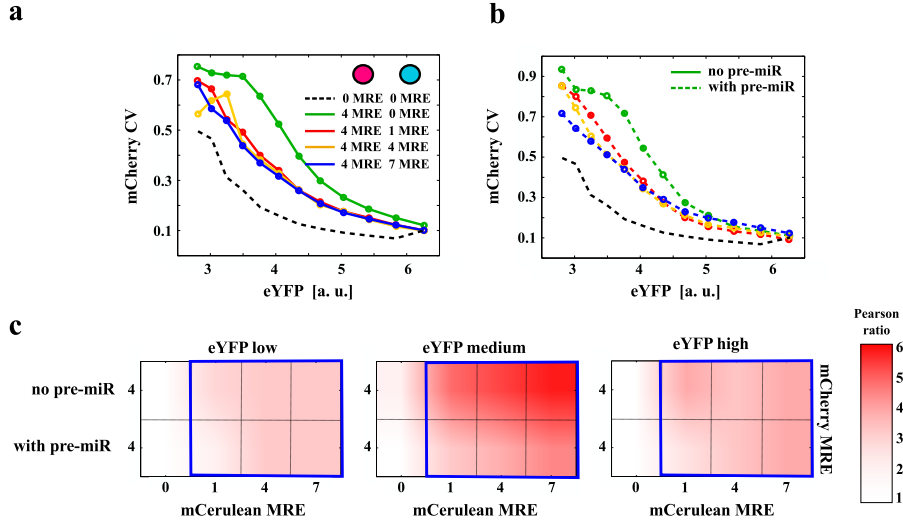 a
0.7
0.5
0.3
0.1
mCherry CV
3
4
5
6
eYFP [a. u.]
0 MRE 0 MRE
4 MRE 0 MRE
4 MRE 1 MRE
4 MRE 4 MRE
4 MRE 7 MRE
b
0.9
0.7
0.5
0.3
0.1
mCherry CV
3
4
5
6
eYFP [a. u.]
no pre-miR
with pre-miR
c
eYFP low
eYFP medium
eYFP high
no pre-miR
with pre-miR
4
4
4
4
4
4
0 1 4 7
0 1 4 7
0 1 4 7
mCerulean MRE
mCerulean MRE
mCerulean MRE
mCherry MRE
Pearson
ratio
6
5
4
3
2
1